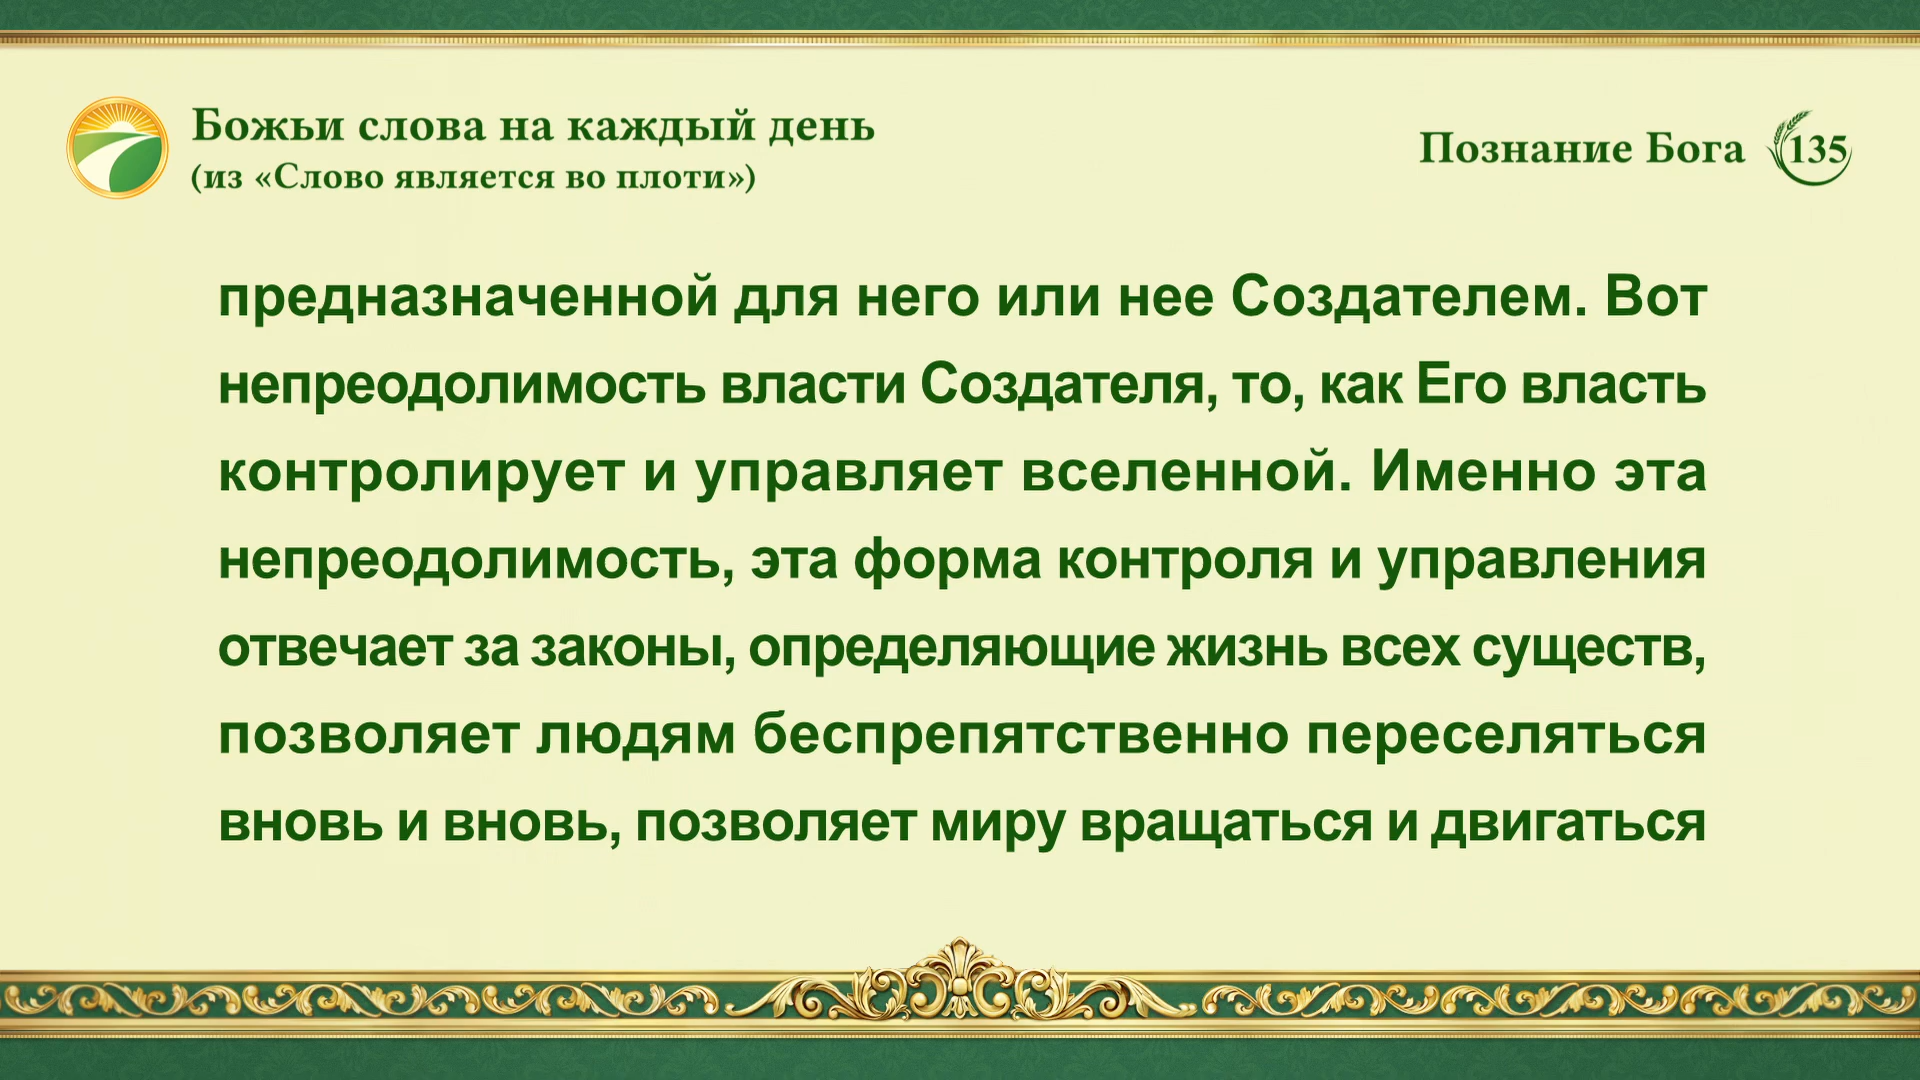 Божьи слова на каждый день
(из «Слово является во плоти»)
Познание Бога 135
предназначенной для него или нее Создателем. Вот
непреодолимость власти Создателя, то, как Его власть
контролирует и управляет вселенной. Именно эта
непреодолимость, эта форма контроля и управления
отвечает за законы, определяющие жизнь всех существ,
позволяет людям беспрепятственно переселяться
вновь и вновь, позволяет миру вращаться и двигаться